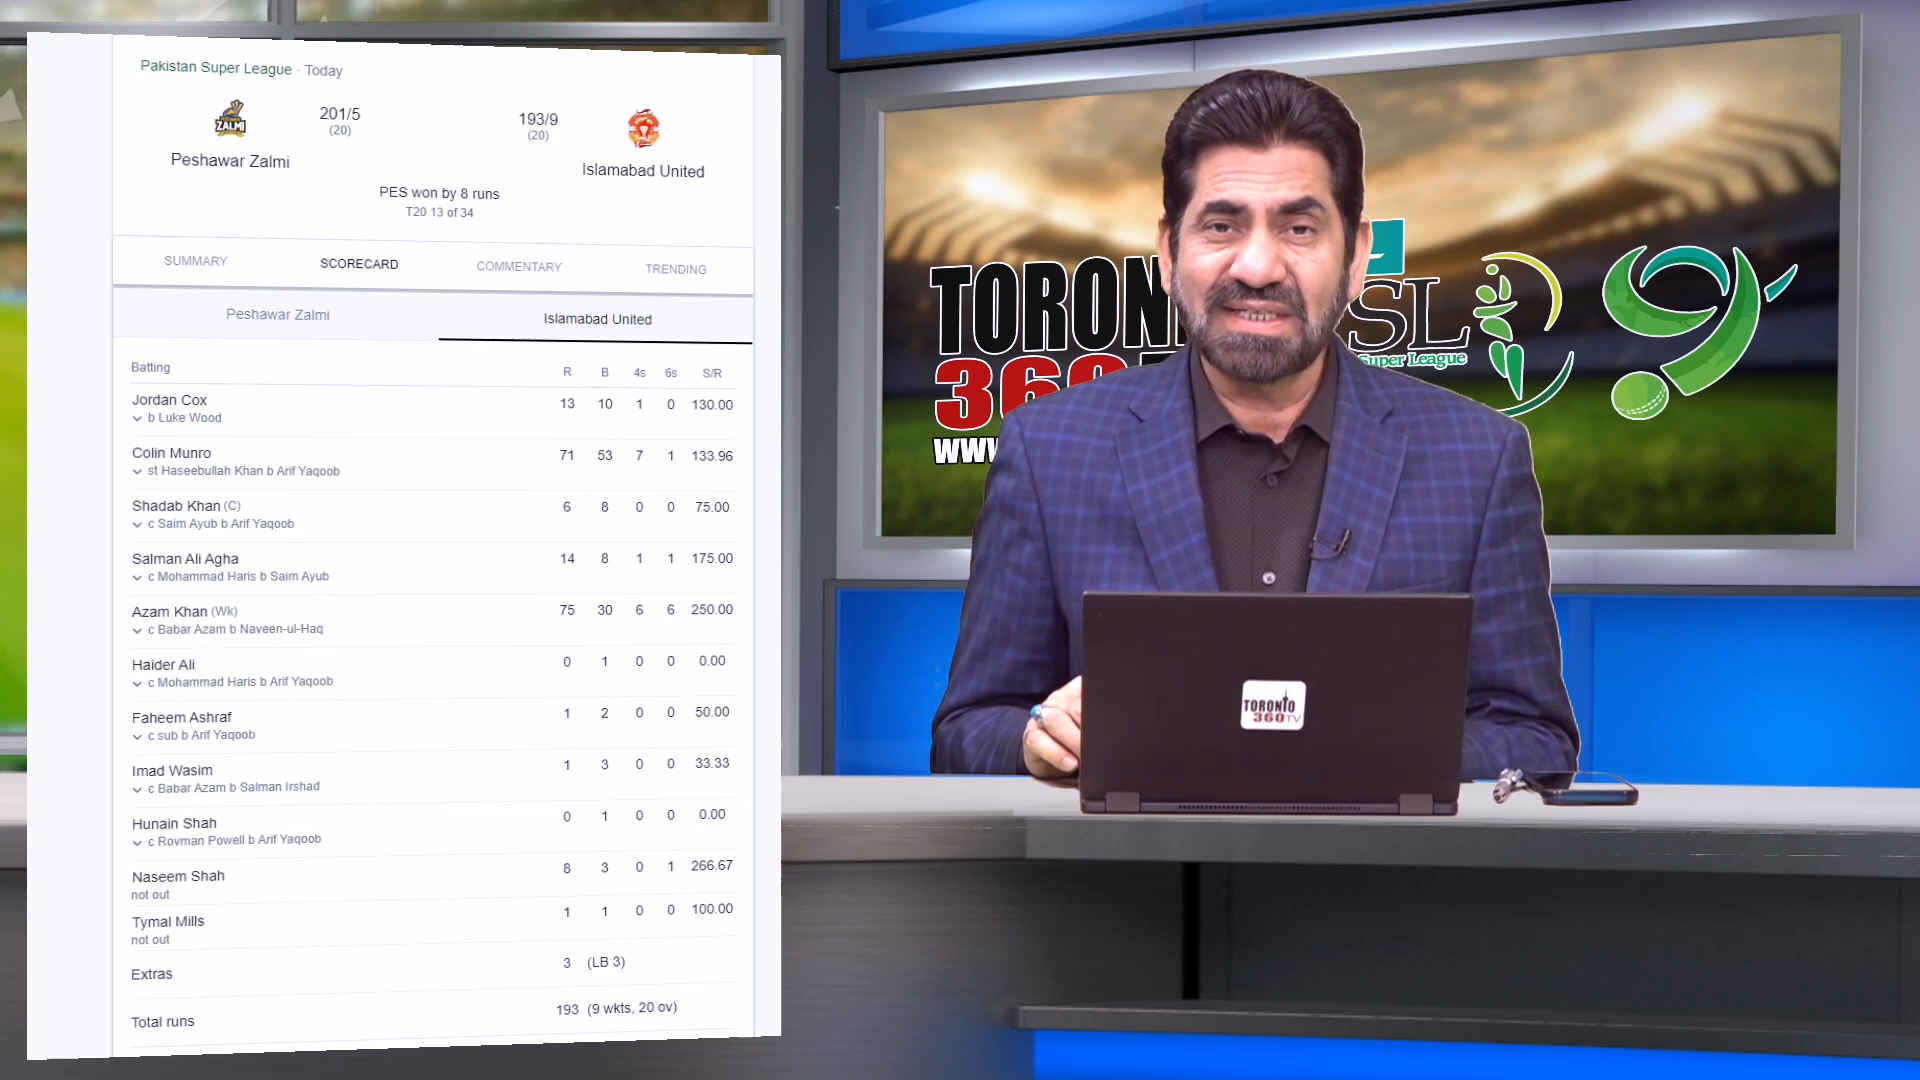 Pakistan Super League · Today
ZALMI
201/5
(20)
193/9
(20)
Peshawar Zalmi
Islamabad United
PES won by 8 runs
T20 13 of 34
SUMMARY SCORECARD COMMENTARY TRENDING
Peshawar Zalmi Islamabad United
Batting R B 4s 6s S/R
Jordan Cox 13 10 1 0 130.00
b Luke Wood
Colin Munro 71 53 7 1 133.96
st Haseebullah Khan b Arif Yaqoob
Shadab Khan (C) 6 8 0 0 75.00
c Saim Ayub b Arif Yaqoob
Salman Ali Agha 14 8 1 1 175.00
c Mohammad Haris b Saim Ayub
Azam Khan (Wk) 75 30 6 6 250.00
c Babar Azam b Naveen-ul-Haq
Haider Ali 0 1 0 0 0.00
c Mohammad Haris b Arif Yaqoob
Faheem Ashraf 1 2 0 0 50.00
c sub b Arif Yaqoob
Imad Wasim 1 3 0 0 33.33
c Babar Azam b Salman Irshad
Hunain Shah 0 1 0 0 0.00
c Rovman Powell b Arif Yaqoob
Naseem Shah 8 3 0 1 266.67
not out
Tymal Mills 1 1 0 0 100.00
not out
Extras 3 (LB 3)
Total runs 193 (9 wkts, 20 ov)
TORON
360
WWW
SL
Super League
9
TORONTO
360TV